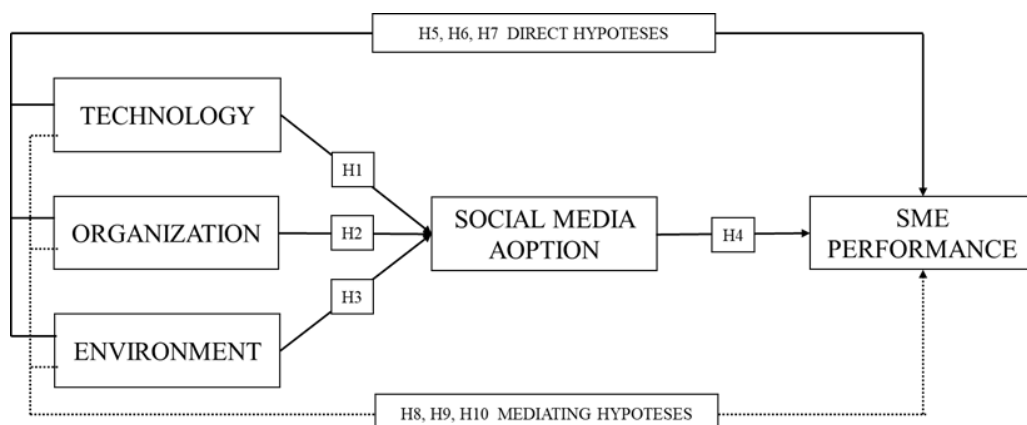 H5, H6, H7 DIRECT HYPOTESES
TECHNOLOGY
H1
ORGANIZATION
H2
SOCIAL MEDIA
AOPTION
H4
SME
PERFORMANCE
H3
ENVIRONMENT
H8, H9, H10 MEDIATING HYPOTESES